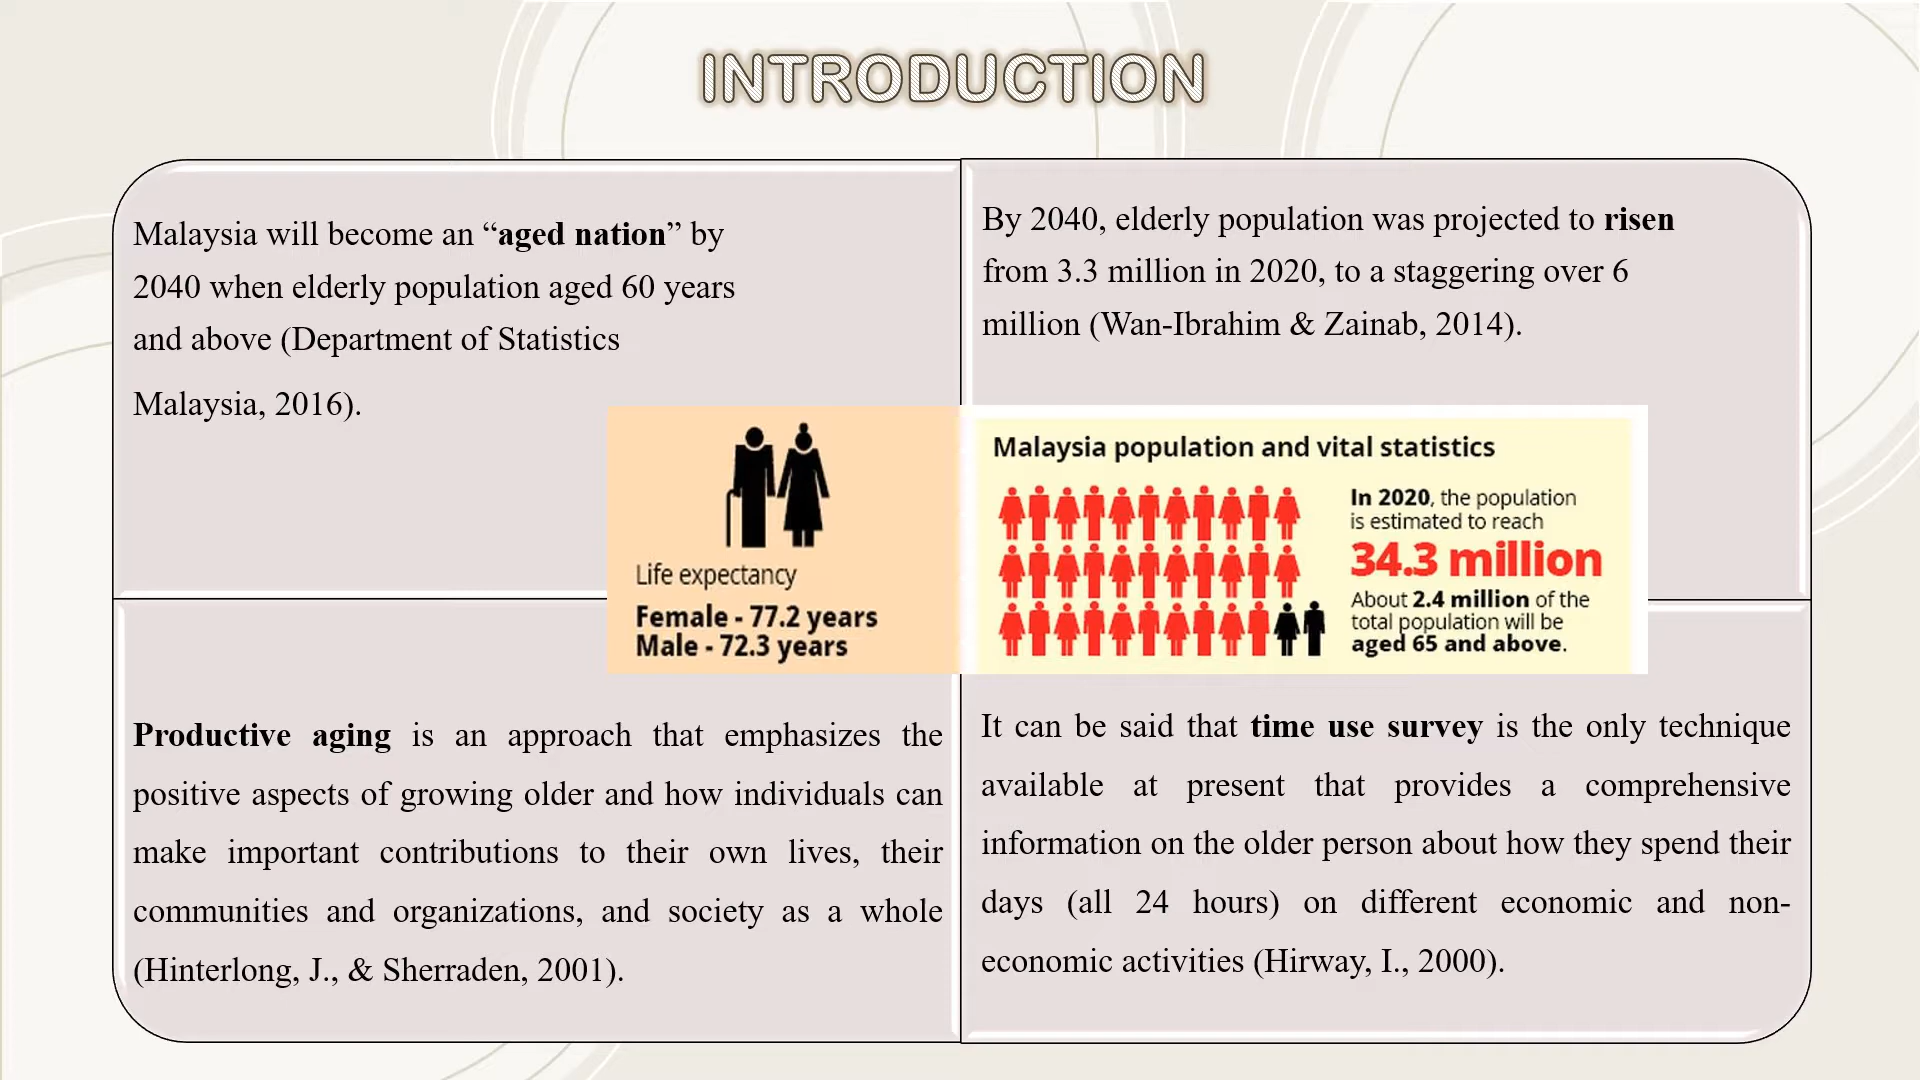 INTRODUCTION
Malaysia will become an “aged nation” by
2040 when elderly population aged 60 years
and above (Department of Statistics
Malaysia, 2016).
By 2040, elderly population was projected to risen
from 3.3 million in 2020, to a staggering over 6
million (Wan-Ibrahim & Zainab, 2014).
Life expectancy
Female - 77.2 years
Male - 72.3 years
Malaysia population and vital statistics
In 2020, the population
is estimated to reach
34.3 million
About 2.4 million of the
total population will be
aged 65 and above.
Productive aging is an approach that emphasizes the
positive aspects of growing older and how individuals can
make important contributions to their own lives, their
communities and organizations, and society as a whole
(Hinterlong, J., & Sherraden, 2001).
It can be said that time use survey is the only technique
available at present that provides a comprehensive
information on the older person about how they spend their
days (all 24 hours) on different economic and non-
economic activities (Hirway, I., 2000).